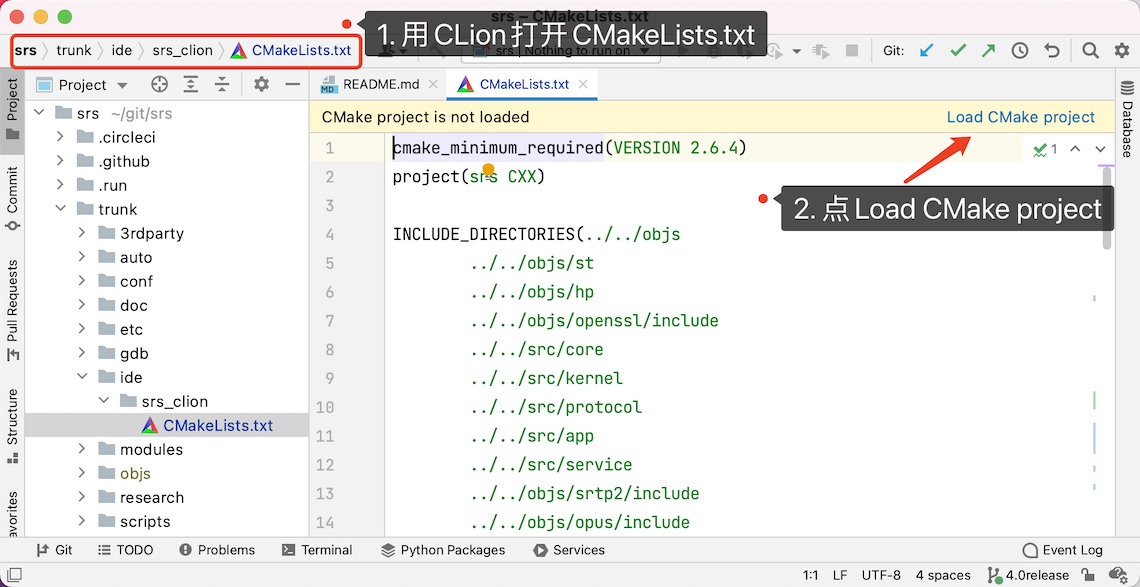 srs – CMakeLists.txt
1. 用 CLion 打开 CMakeLists.txt
srs trunk ide srs_clion CMakeLists.txt
srs | Nothing to run on
Git:
Project
README.md
CMakeLists.txt
Project
Commit
Pull Requests
Structure
avorites
Database
srs ~/git/srs
.circleci
.github
.run
trunk
3rdparty
auto
conf
doc
etc
gdb
ide
srs_clion
CMakeLists.txt
modules
objs
research
scripts
CMake project is not loaded
Load CMake project
2. 点 Load CMake project
1
1 cmake_minimum_required(VERSION 2.6.4)
2 project(srs CXX)
3
4 INCLUDE_DIRECTORIES(../../objs
5 ../../objs/st
6 ../../objs/hp
7 ../../objs/openssl/include
8 ../../src/core
9 ../../src/kernel
10 ../../src/protocol
11 ../../src/app
12 ../../src/service
13 ../../objs/srtp2/include
14 ../../objs/opus/include
Git TODO Problems Terminal Python Packages Services Event Log
1:1 LF UTF-8 4 spaces 4.0release